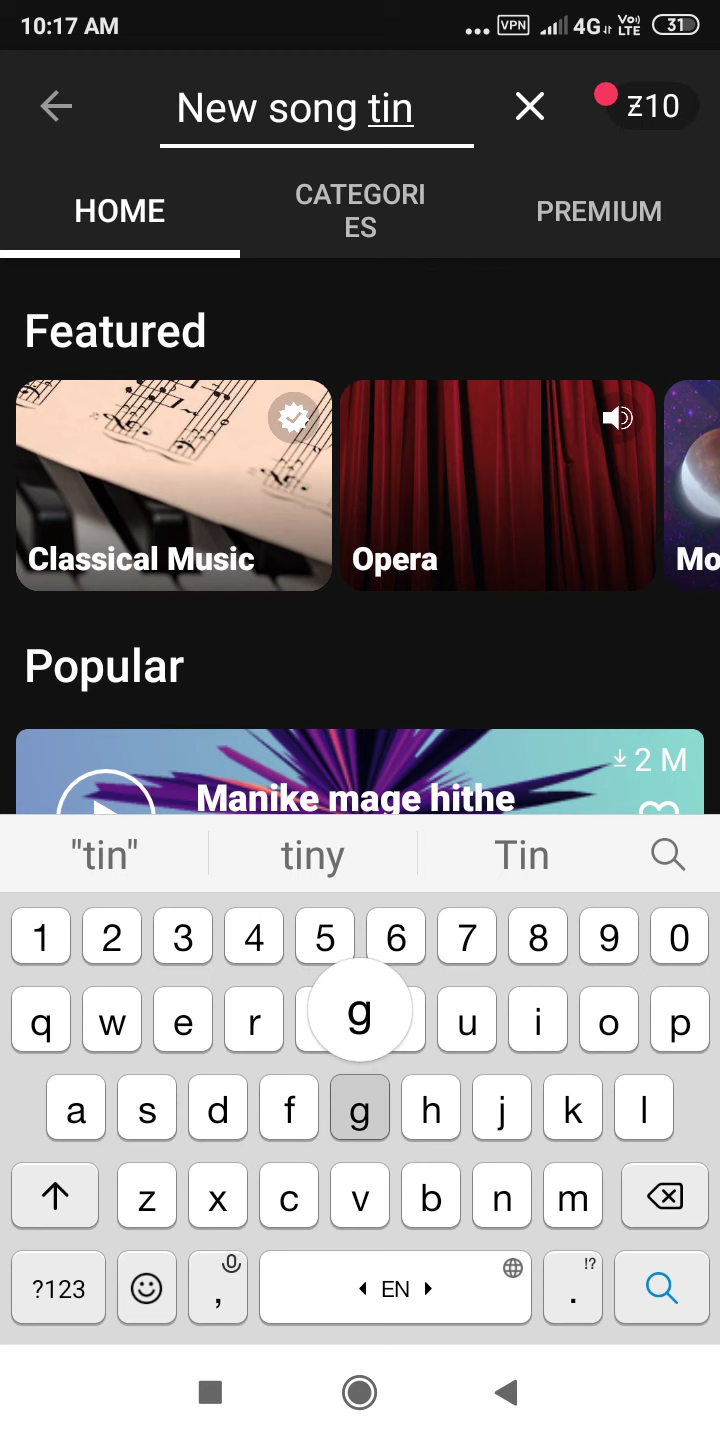 10:17 AM
VPN 4G Vo) LTE 31
New song tin
Ƶ10
HOME
CATEGORI
ES
PREMIUM
Featured
Classical Music
Opera
Mo
Popular
2 M
Manike mage hithe
"tin" tiny Tin
1 2 3 4 5 6 7 8 9 0
q w e r g u i o p
a s d f g h j k l
z x c v b n m
?123 , EN !? .